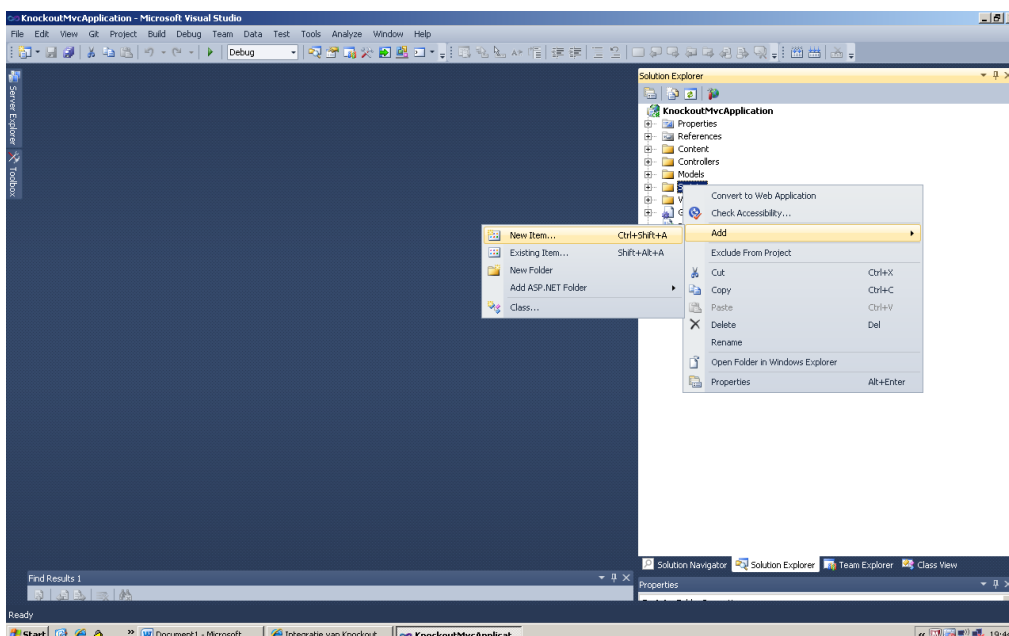 KnockoutMvcApplication - Microsoft Visual Studio
File Edit View Git Project Build Debug Team Data Test Tools Analyze Window Help
Debug
Server Explorer
Toolbox
Solution Explorer
KnockoutMvcApplication
Properties
References
Content
Controllers
Models
Convert to Web Application
Check Accessibility...
Add
Exclude From Project
Cut Ctrl+X
Copy Ctrl+C
Paste Ctrl+V
Delete Del
Rename
Open Folder in Windows Explorer
Properties Alt+Enter
New Item... Ctrl+Shift+A
Existing Item... Shift+Alt+A
New Folder
Add ASP.NET Folder
Class...
Solution Navigator Solution Explorer Team Explorer Class View
Find Results 1
Properties
Ready
Start » Document1 - Microsoft Integratie van Knockout KnockoutMvcApplicat...
« 19:4